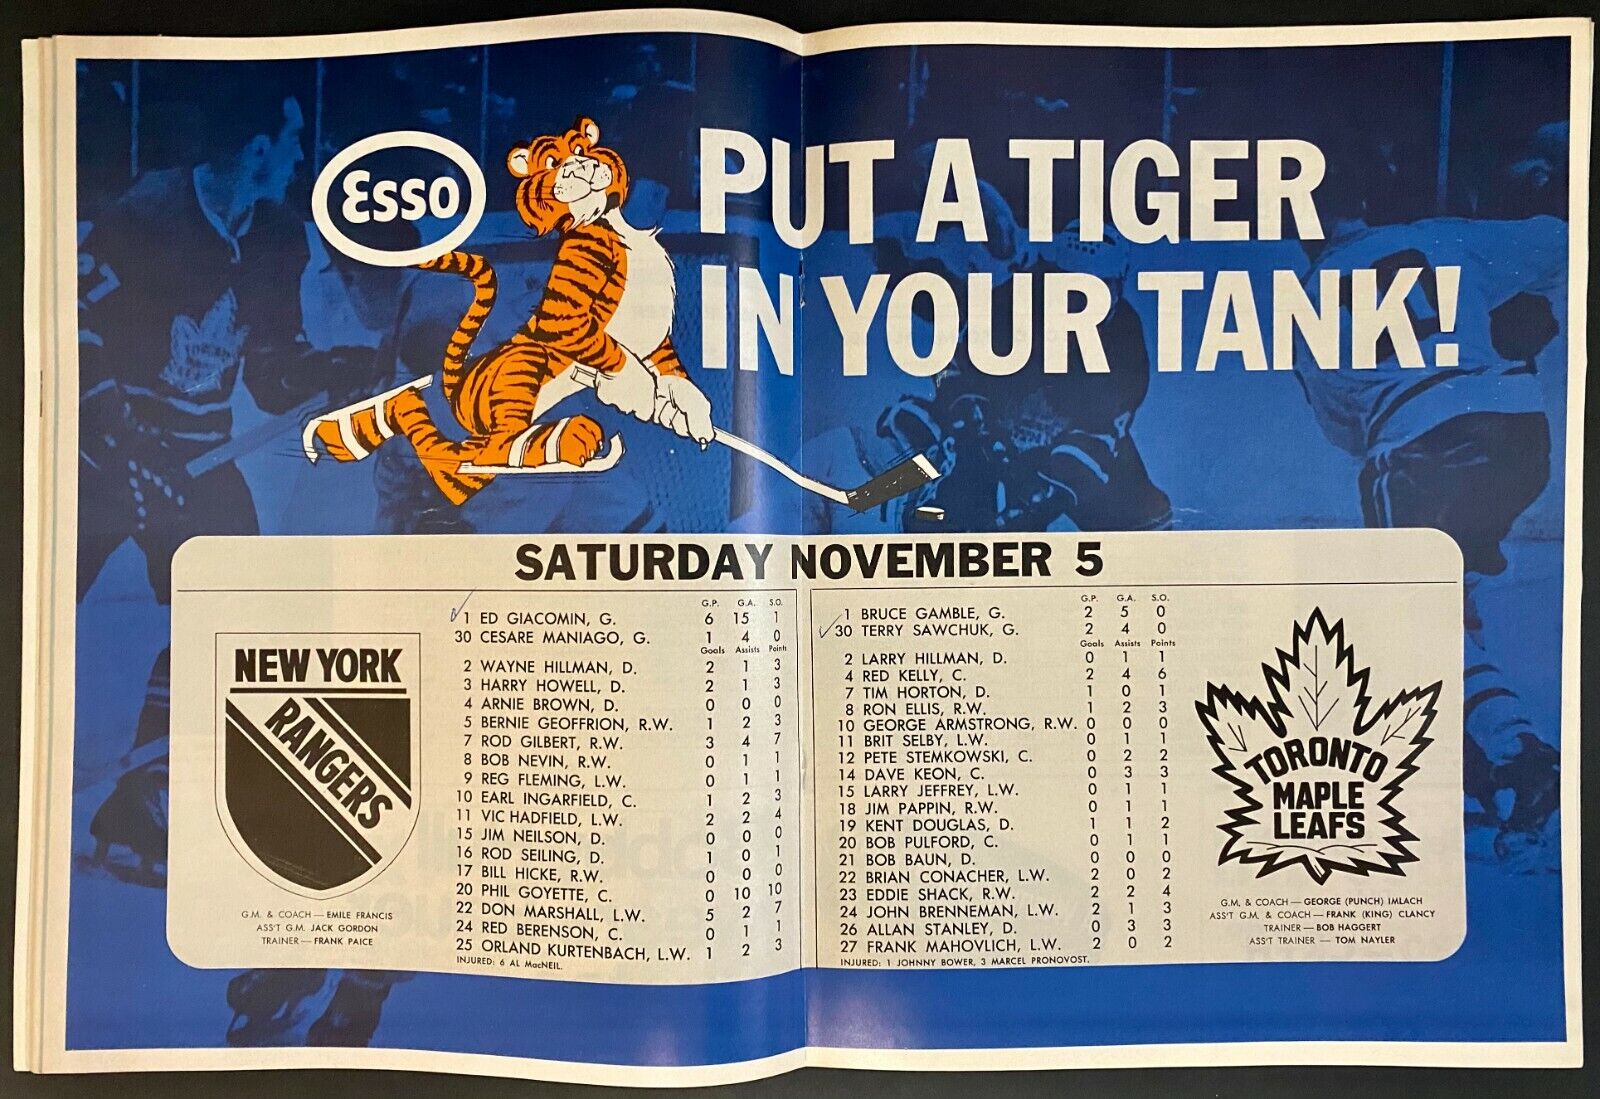 Esso
PUT A TIGER
IN YOUR TANK!
SATURDAY NOVEMBER 5
NEW YORK
RANGERS
G.M. & COACH — EMILE FRANCIS
ASS'T G.M. JACK GORDON
TRAINER — FRANK PAICE
G.P. G.A. S.O.
1 ED GIACOMIN, G. 6 15 1
30 CESARE MANIAGO, G. 1 4 0
Goals Assists Points
2 WAYNE HILLMAN, D. 2 1 3
3 HARRY HOWELL, D. 2 1 3
4 ARNIE BROWN, D. 0 0 0
5 BERNIE GEOFFRION, R.W. 1 2 3
7 ROD GILBERT, R.W. 3 4 7
8 BOB NEVIN, R.W. 0 1 1
9 REG FLEMING, L.W. 0 1 1
10 EARL INGARFIELD, C. 1 2 3
11 VIC HADFIELD, L.W. 2 2 4
15 JIM NEILSON, D. 0 0 0
16 ROD SEILING, D. 1 0 1
17 BILL HICKE, R.W. 0 0 0
20 PHIL GOYETTE, C. 0 10 10
22 DON MARSHALL, L.W. 5 2 7
24 RED BERENSON, C. 0 1 1
25 ORLAND KURTENBACH, L.W. 1 2 3
INJURED: 6 AL MacNEIL.
G.P. G.A. S.O.
1 BRUCE GAMBLE, G. 2 5 0
30 TERRY SAWCHUK, G. 2 4 0
Goals Assists Points
2 LARRY HILLMAN, D. 0 1 1
4 RED KELLY, C. 2 4 6
7 TIM HORTON, D. 1 0 1
8 RON ELLIS, R.W. 1 2 3
10 GEORGE ARMSTRONG, R.W. 0 0 0
11 BRIT SELBY, L.W. 0 1 1
12 PETE STEMKOWSKI, C. 0 2 2
14 DAVE KEON, C. 0 3 3
15 LARRY JEFFREY, L.W. 0 1 1
18 JIM PAPPIN, R.W. 0 1 1
19 KENT DOUGLAS, D. 1 1 2
20 BOB PULFORD, C. 0 1 1
21 BOB BAUN, D. 0 0 0
22 BRIAN CONACHER, L.W. 2 0 2
23 EDDIE SHACK, R.W. 2 2 4
24 JOHN BRENNEMAN, L.W. 2 1 3
26 ALLAN STANLEY, D. 0 3 3
27 FRANK MAHOVLICH, L.W. 2 0 2
INJURED: 1 JOHNNY BOWER, 3 MARCEL PRONOVOST.
TORONTO
MAPLE
LEAFS
G.M. & COACH — GEORGE (PUNCH) IMLACH
ASS'T G.M. & COACH — FRANK (KING) CLANCY
TRAINER — BOB HAGGERT
ASS'T TRAINER — TOM NAYLER